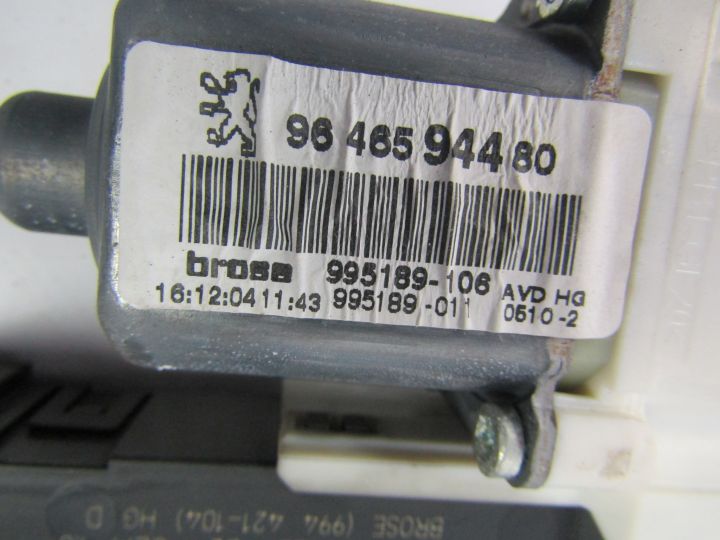 96 465 944 80
brose 995189-106 AVD HG
16:12:04 11:43 995189-011 0510-2
BROSE (994 421-104) HG D